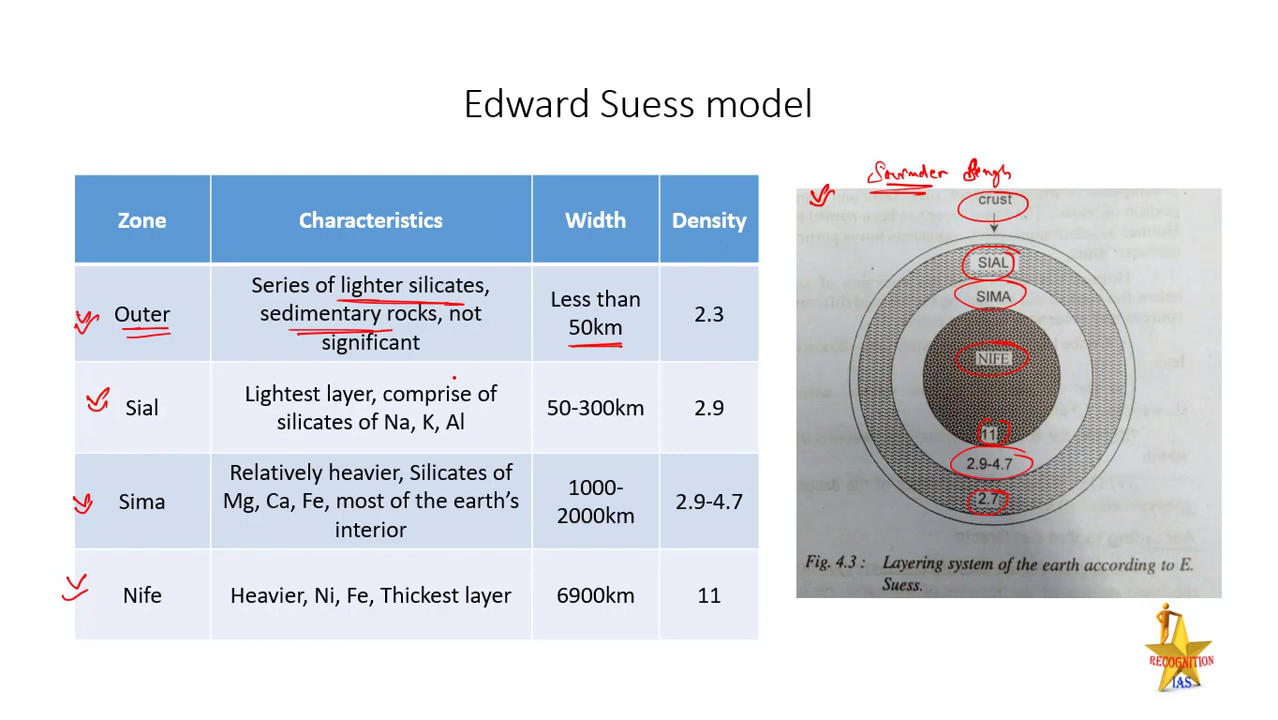 Edward Suess model
Zone
Characteristics
Width
Density
Outer
Series of lighter silicates,
sedimentary rocks, not
significant
Less than
50km
2.3
Sial
Lightest layer, comprise of
silicates of Na, K, Al
50-300km
2.9
Sima
Relatively heavier, Silicates of
Mg, Ca, Fe, most of the earth's
interior
1000-
2000km
2.9-4.7
Nife
Heavier, Ni, Fe, Thickest layer
6900km
11
crust
SIAL
SIMA
NIFE
11
2.9-4.7
2.7
Fig. 4.3 : Layering system of the earth according to E.
Suess.
RECOGNITION
IAS